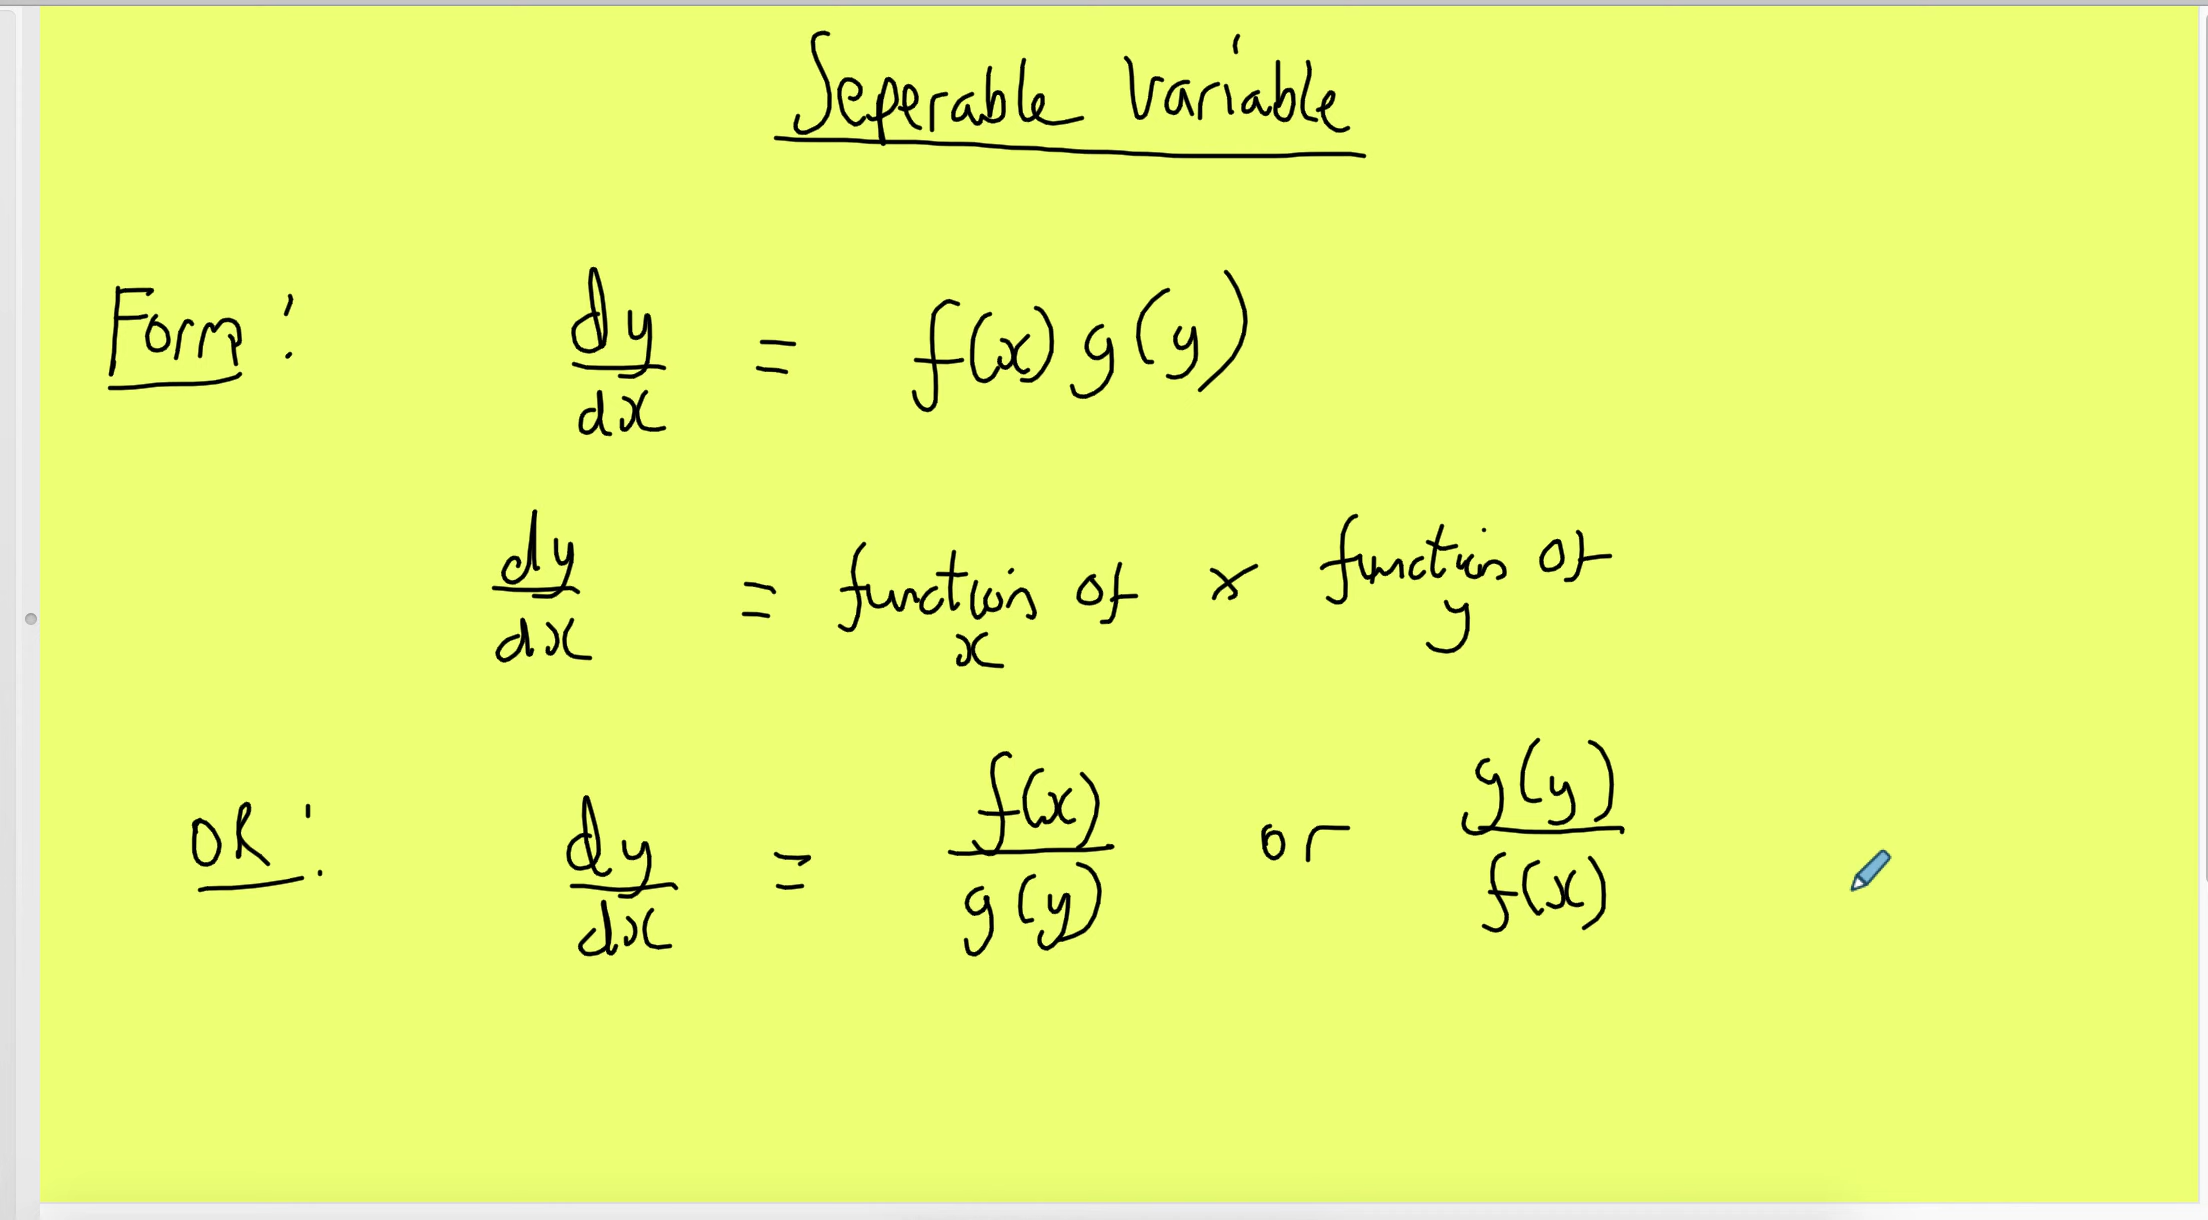 Seperable Variable
Form: dy/dx = f(x) g(y)
dy/dx = function of x × function of y
OR: dy/dx = f(x)/g(y) or g(y)/f(x)